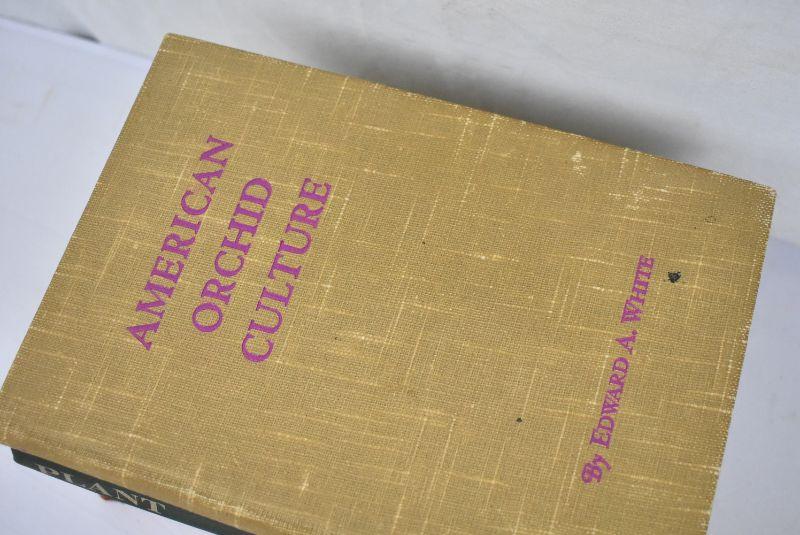 AMERICAN
ORCHID
CULTURE
By EDWARD A. WHITE
PLANT